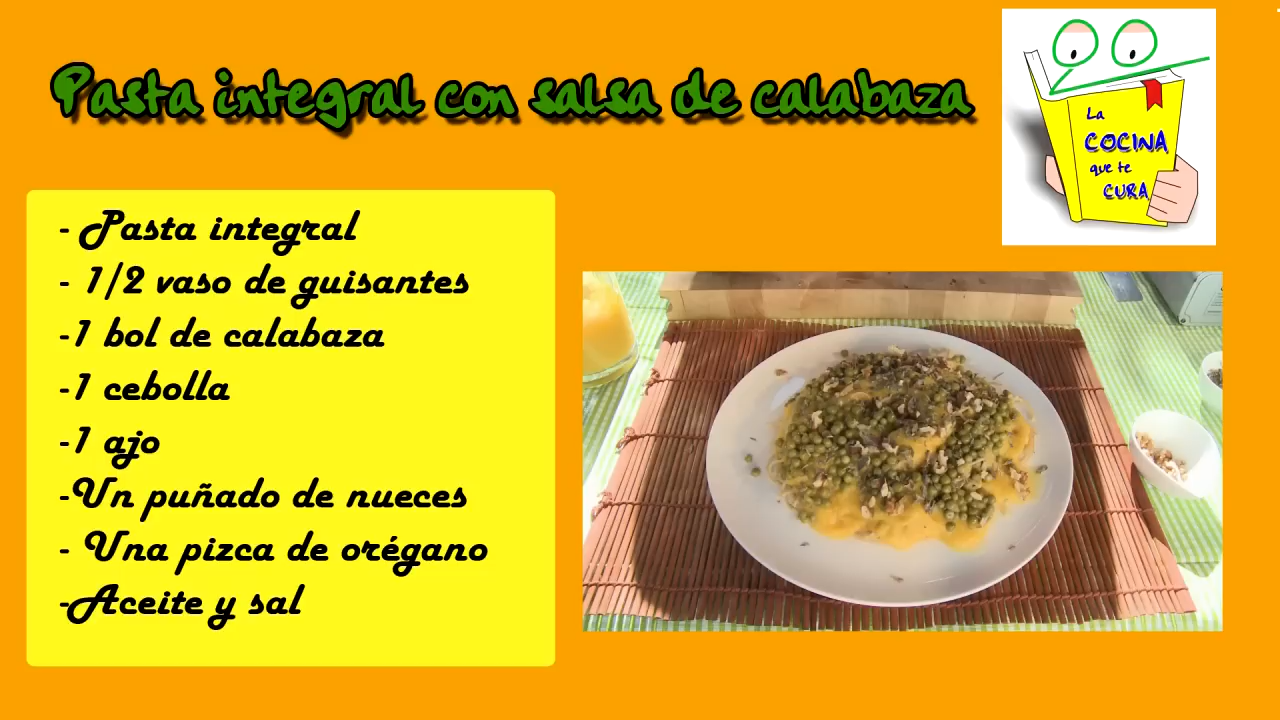 Pasta integral con salsa de calabaza
La
COCINA
que te
CURA
- Pasta integral
- 1/2 vaso de guisantes
-1 bol de calabaza
-1 cebolla
-1 ajo
-Un puñado de nueces
- Una pizca de orégano
-Aceite y sal